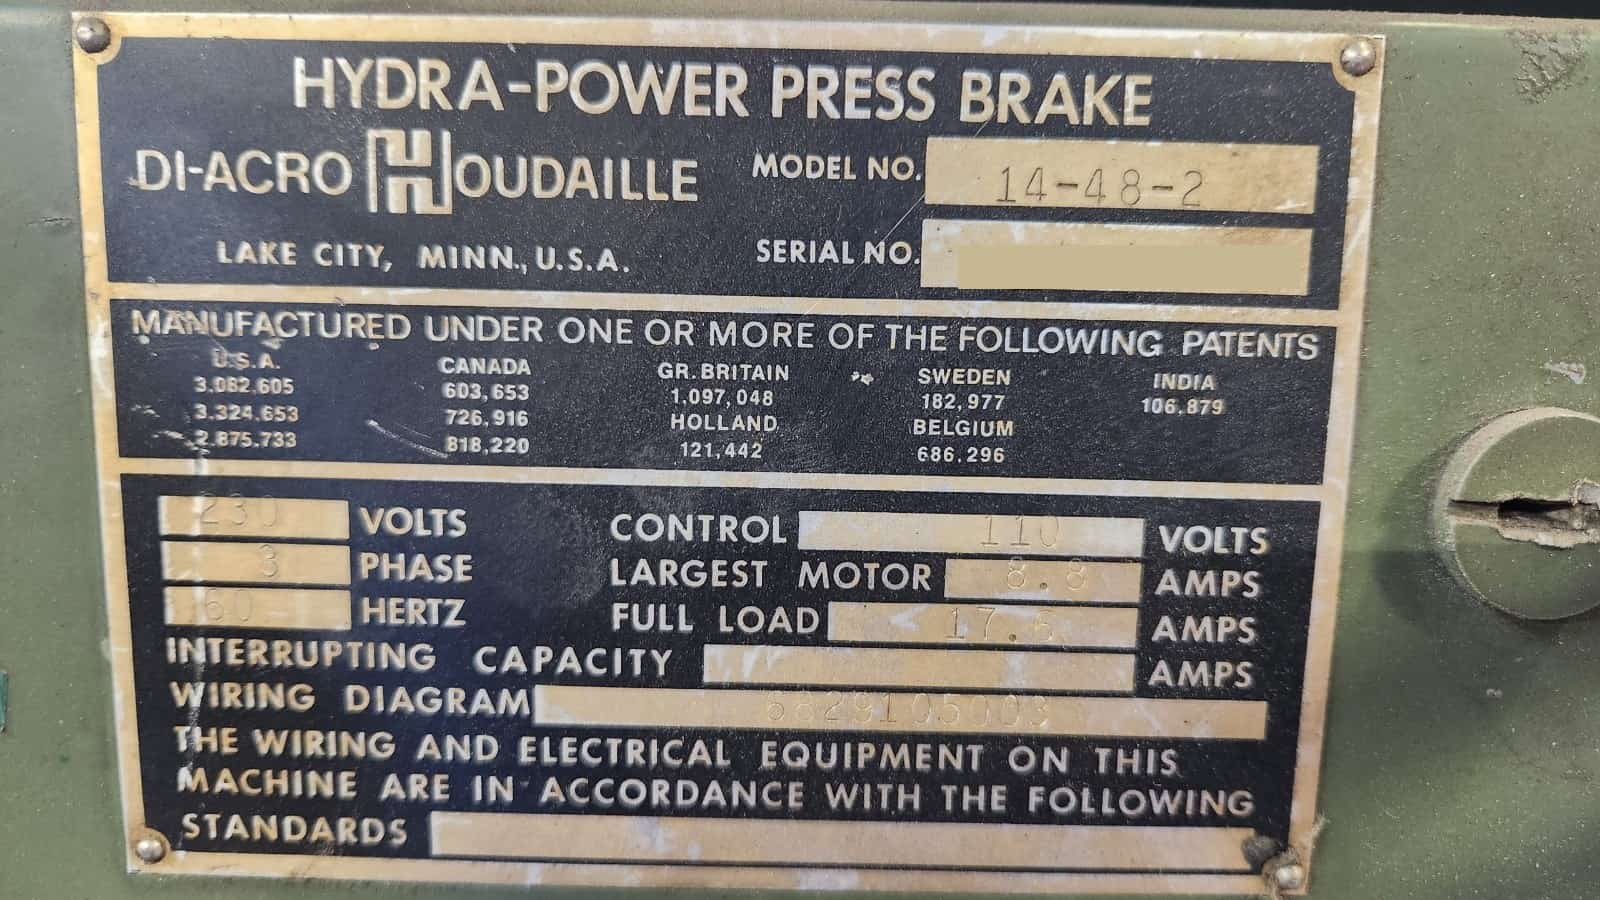 HYDRA-POWER PRESS BRAKE
DI-ACRO HOUDAILLE
MODEL NO. 14-48-2
LAKE CITY, MINN., U.S.A.
SERIAL NO.
MANUFACTURED UNDER ONE OR MORE OF THE FOLLOWING PATENTS
U.S.A. CANADA GR. BRITAIN SWEDEN INDIA
3,082,605 603,653 1,097,048 182,977 106,879
3.324.653 726,916 HOLLAND BELGIUM
2.875.733 818,220 121,442 686.296
230 VOLTS CONTROL 110 VOLTS
3 PHASE LARGEST MOTOR 8.8 AMPS
60 HERTZ FULL LOAD 17.6 AMPS
INTERRUPTING CAPACITY AMPS
WIRING DIAGRAM 6829105003
THE WIRING AND ELECTRICAL EQUIPMENT ON THIS
MACHINE ARE IN ACCORDANCE WITH THE FOLLOWING
STANDARDS